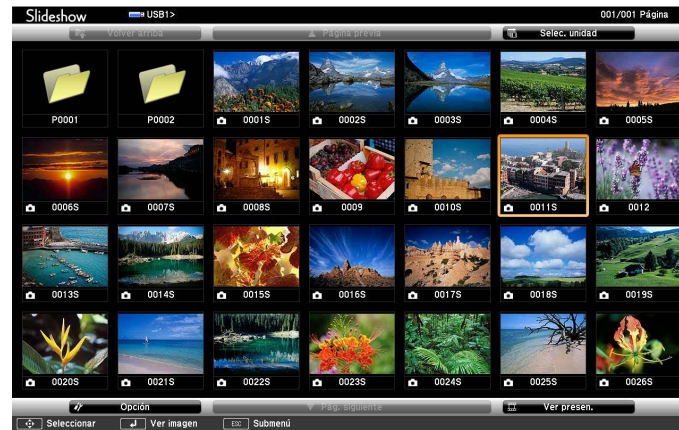 Slideshow USB1> 001/001 Página
Volver arriba Página previa Selec. unidad
P0001 P0002 0001S 0002S 0003S 0004S 0005S
0006S 0007S 0008S 0009 0010S 0011S 0012
0013S 0014S 0015S 0016S 0017S 0018S 0019S
0020S 0021S 0022S 0023S 0024S 0025S 0026S
Opción Pág. siguiente Ver presen.
Seleccionar Ver imagen ESC Submenú